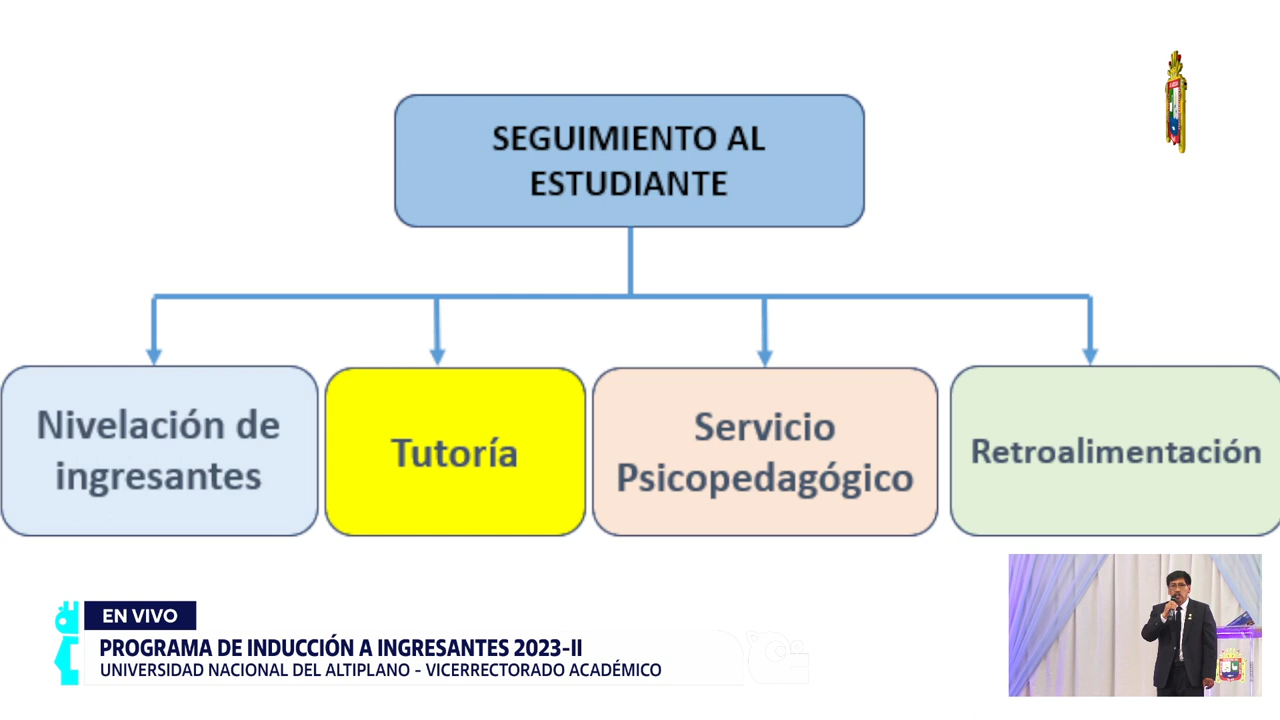 SEGUIMIENTO AL
ESTUDIANTE
Nivelación de
ingresantes
Tutoría
Servicio
Psicopedagógico
Retroalimentación
EN VIVO
PROGRAMA DE INDUCCIÓN A INGRESANTES 2023-II
UNIVERSIDAD NACIONAL DEL ALTIPLANO - VICERRECTORADO ACADÉMICO